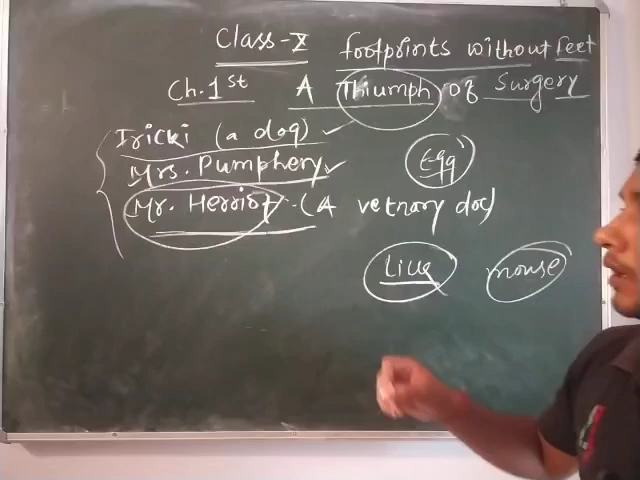 Class-X footprints without feet
Ch. 1st A Thiumph of Surgery
Tricki (a dog)
Mrs. Pumphery
Egg
Mr. Herriot (A vetnary doc)
Live mouse